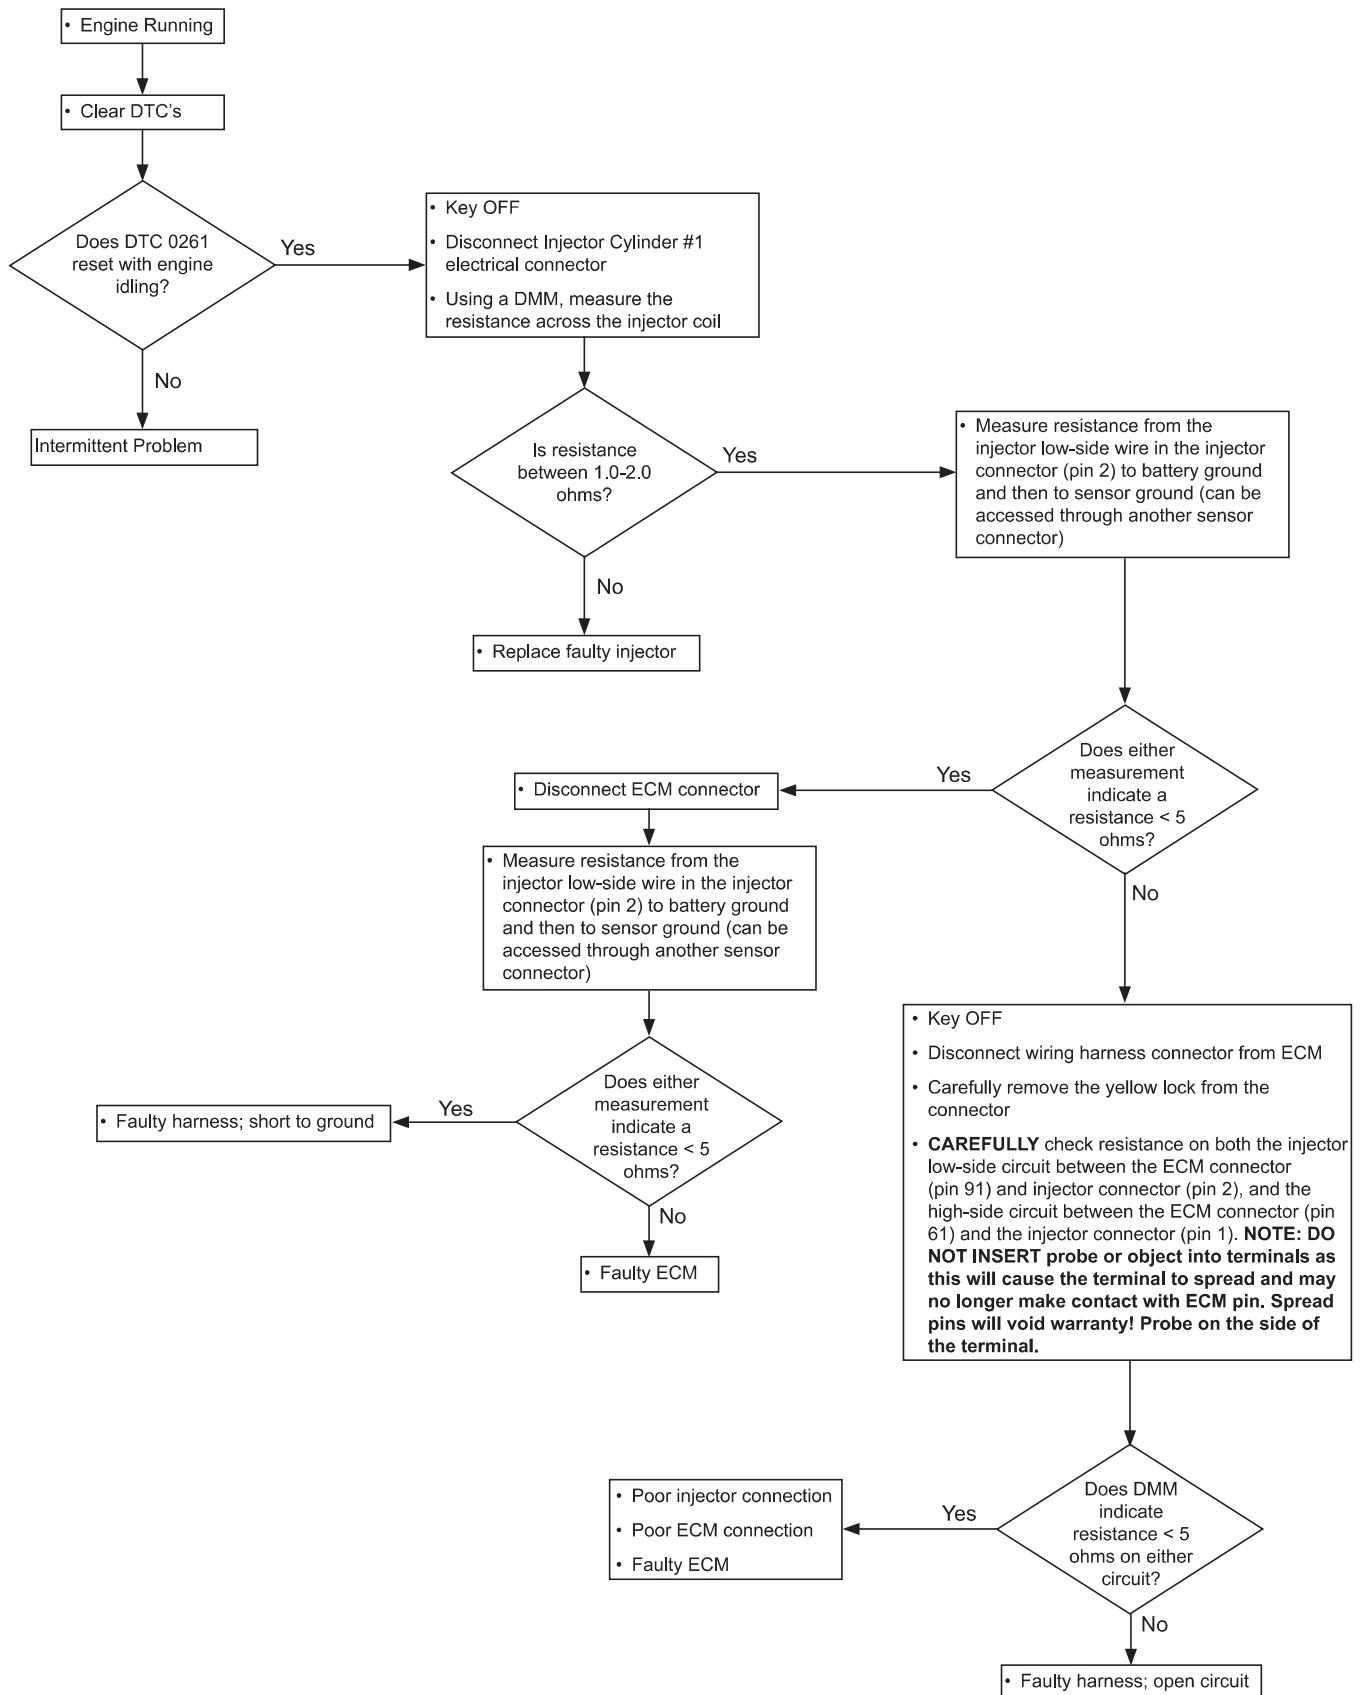 • Engine Running
• Clear DTC's
Does DTC 0261
reset with engine
idling?
Yes
No
Intermittent Problem
• Key OFF
• Disconnect Injector Cylinder #1
electrical connector
• Using a DMM, measure the
resistance across the injector coil
Is resistance
between 1.0-2.0
ohms?
Yes
No
• Replace faulty injector
• Measure resistance from the
injector low-side wire in the injector
connector (pin 2) to battery ground
and then to sensor ground (can be
accessed through another sensor
connector)
Does either
measurement
indicate a
resistance < 5
ohms?
Yes
No
• Disconnect ECM connector
• Measure resistance from the
injector low-side wire in the injector
connector (pin 2) to battery ground
and then to sensor ground (can be
accessed through another sensor
connector)
Does either
measurement
indicate a
resistance < 5
ohms?
Yes
• Faulty harness; short to ground
No
• Faulty ECM
• Key OFF
• Disconnect wiring harness connector from ECM
• Carefully remove the yellow lock from the
connector
• CAREFULLY check resistance on both the injector
low-side circuit between the ECM connector
(pin 91) and injector connector (pin 2), and the
high-side circuit between the ECM connector (pin
61) and the injector connector (pin 1). NOTE: DO
NOT INSERT probe or object into terminals as
this will cause the terminal to spread and may
no longer make contact with ECM pin. Spread
pins will void warranty! Probe on the side of
the terminal.
Does DMM
indicate
resistance < 5
ohms on either
circuit?
Yes
• Poor injector connection
• Poor ECM connection
• Faulty ECM
No
• Faulty harness; open circuit